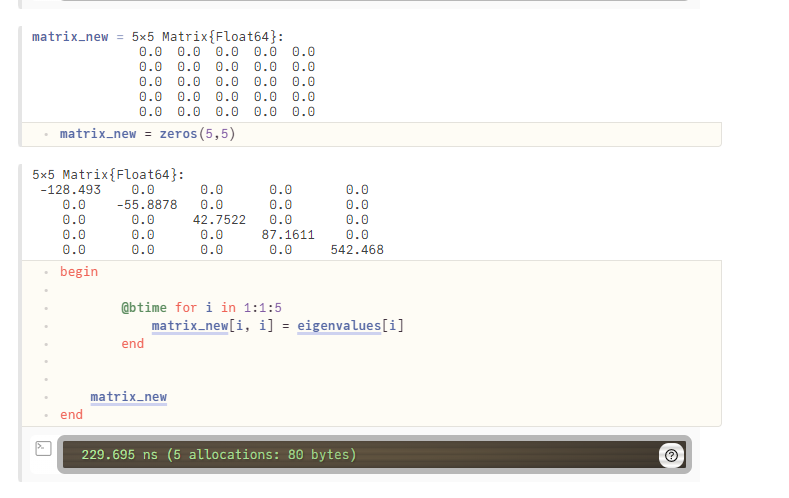 matrix_new = 5×5 Matrix{Float64}:
0.0 0.0 0.0 0.0 0.0
0.0 0.0 0.0 0.0 0.0
0.0 0.0 0.0 0.0 0.0
0.0 0.0 0.0 0.0 0.0
0.0 0.0 0.0 0.0 0.0
matrix_new = zeros(5,5)
5×5 Matrix{Float64}:
-128.493 0.0 0.0 0.0 0.0
0.0 -55.8878 0.0 0.0 0.0
0.0 0.0 42.7522 0.0 0.0
0.0 0.0 0.0 87.1611 0.0
0.0 0.0 0.0 0.0 542.468
begin
@btime for i in 1:1:5
matrix_new[i, i] = eigenvalues[i]
end
matrix_new
end
229.695 ns (5 allocations: 80 bytes)